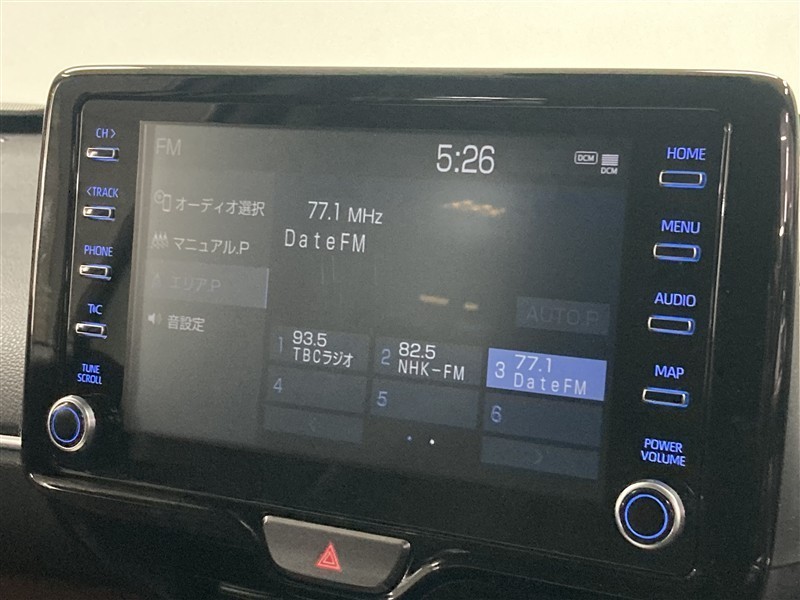 CH >
< TRACK
PHONE
T/C
TUNE
SCROLL
FM
5:26
DCM
DCM
オーディオ選択
マニュアル.P
エリア.P
音設定
77.1 MHz
DateFM
AUTO.P
1 93.5
TBCラジオ
2 82.5
NHK-FM
3 77.1
DateFM
4
5
6
<
>
HOME
MENU
AUDIO
MAP
POWER
VOLUME